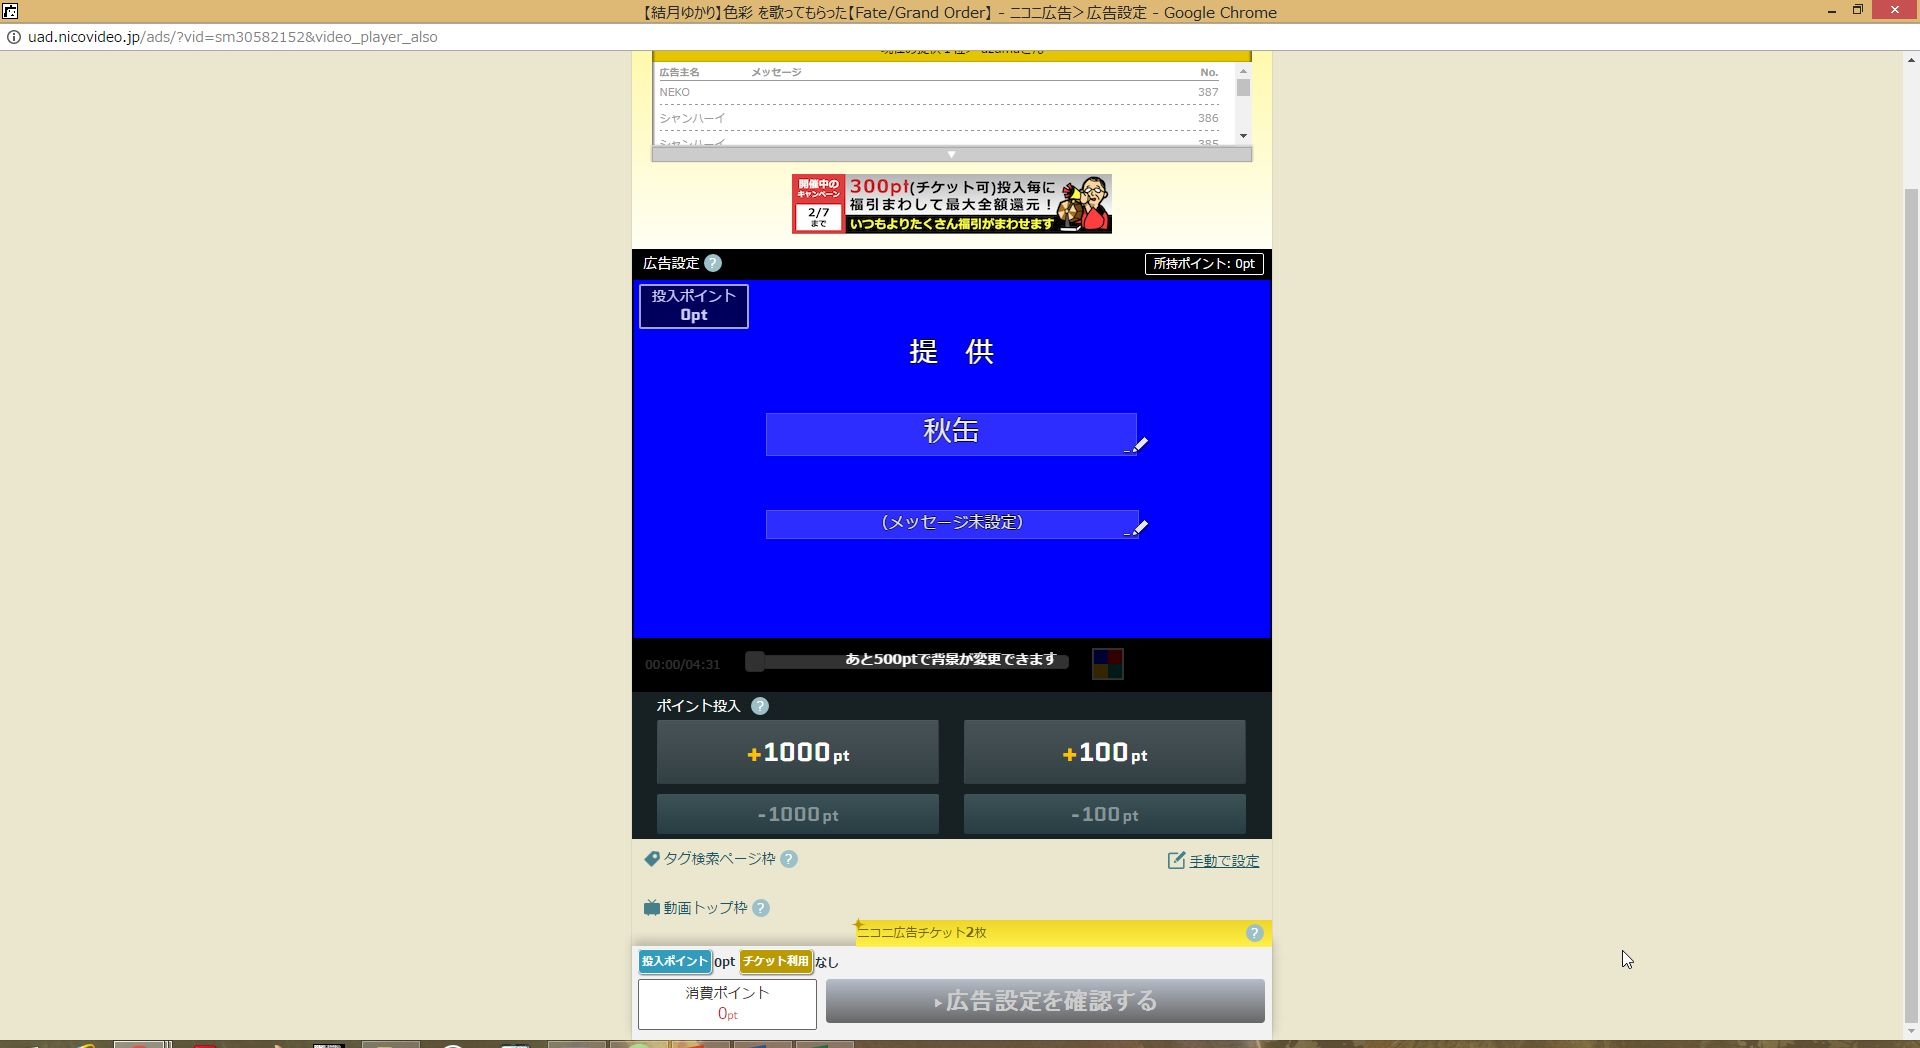 【結月ゆかり】色彩 を歌ってもらった【Fate/Grand Order】 - ニコニ広告＞広告設定 - Google Chrome
uad.nicovideo.jp/ads/?vid=sm30582152&video_player_also
広告主名 メッセージ No.
NEKO 387
シャンハーイ 386
シャンハーイ 385
開催中の
キャンペーン
2/7
まで
300pt(チケット可)投入毎に
福引まわして最大全額還元！
いつもよりたくさん福引がまわせます
広告設定 ? 所持ポイント: 0pt
投入ポイント
0pt
提 供
秋缶
（メッセージ未設定）
00:00/04:31 あと500ptで背景が変更できます
ポイント投入 ?
+1000pt +100pt
-1000pt -100pt
タグ検索ページ枠 ? 手動で設定
動画トップ枠 ?
ニコニ広告チケット2枚 ?
投入ポイント 0pt チケット利用 なし
消費ポイント
0pt
広告設定を確認する